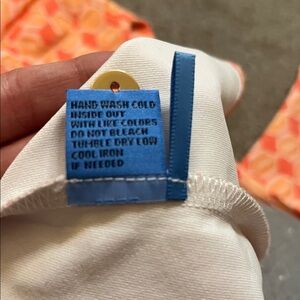 HAND WASH COLD
INSIDE OUT
WITH LIKE COLORS
DO NOT BLEACH
TUMBLE DRY LOW
COOL IRON
IF NEEDED